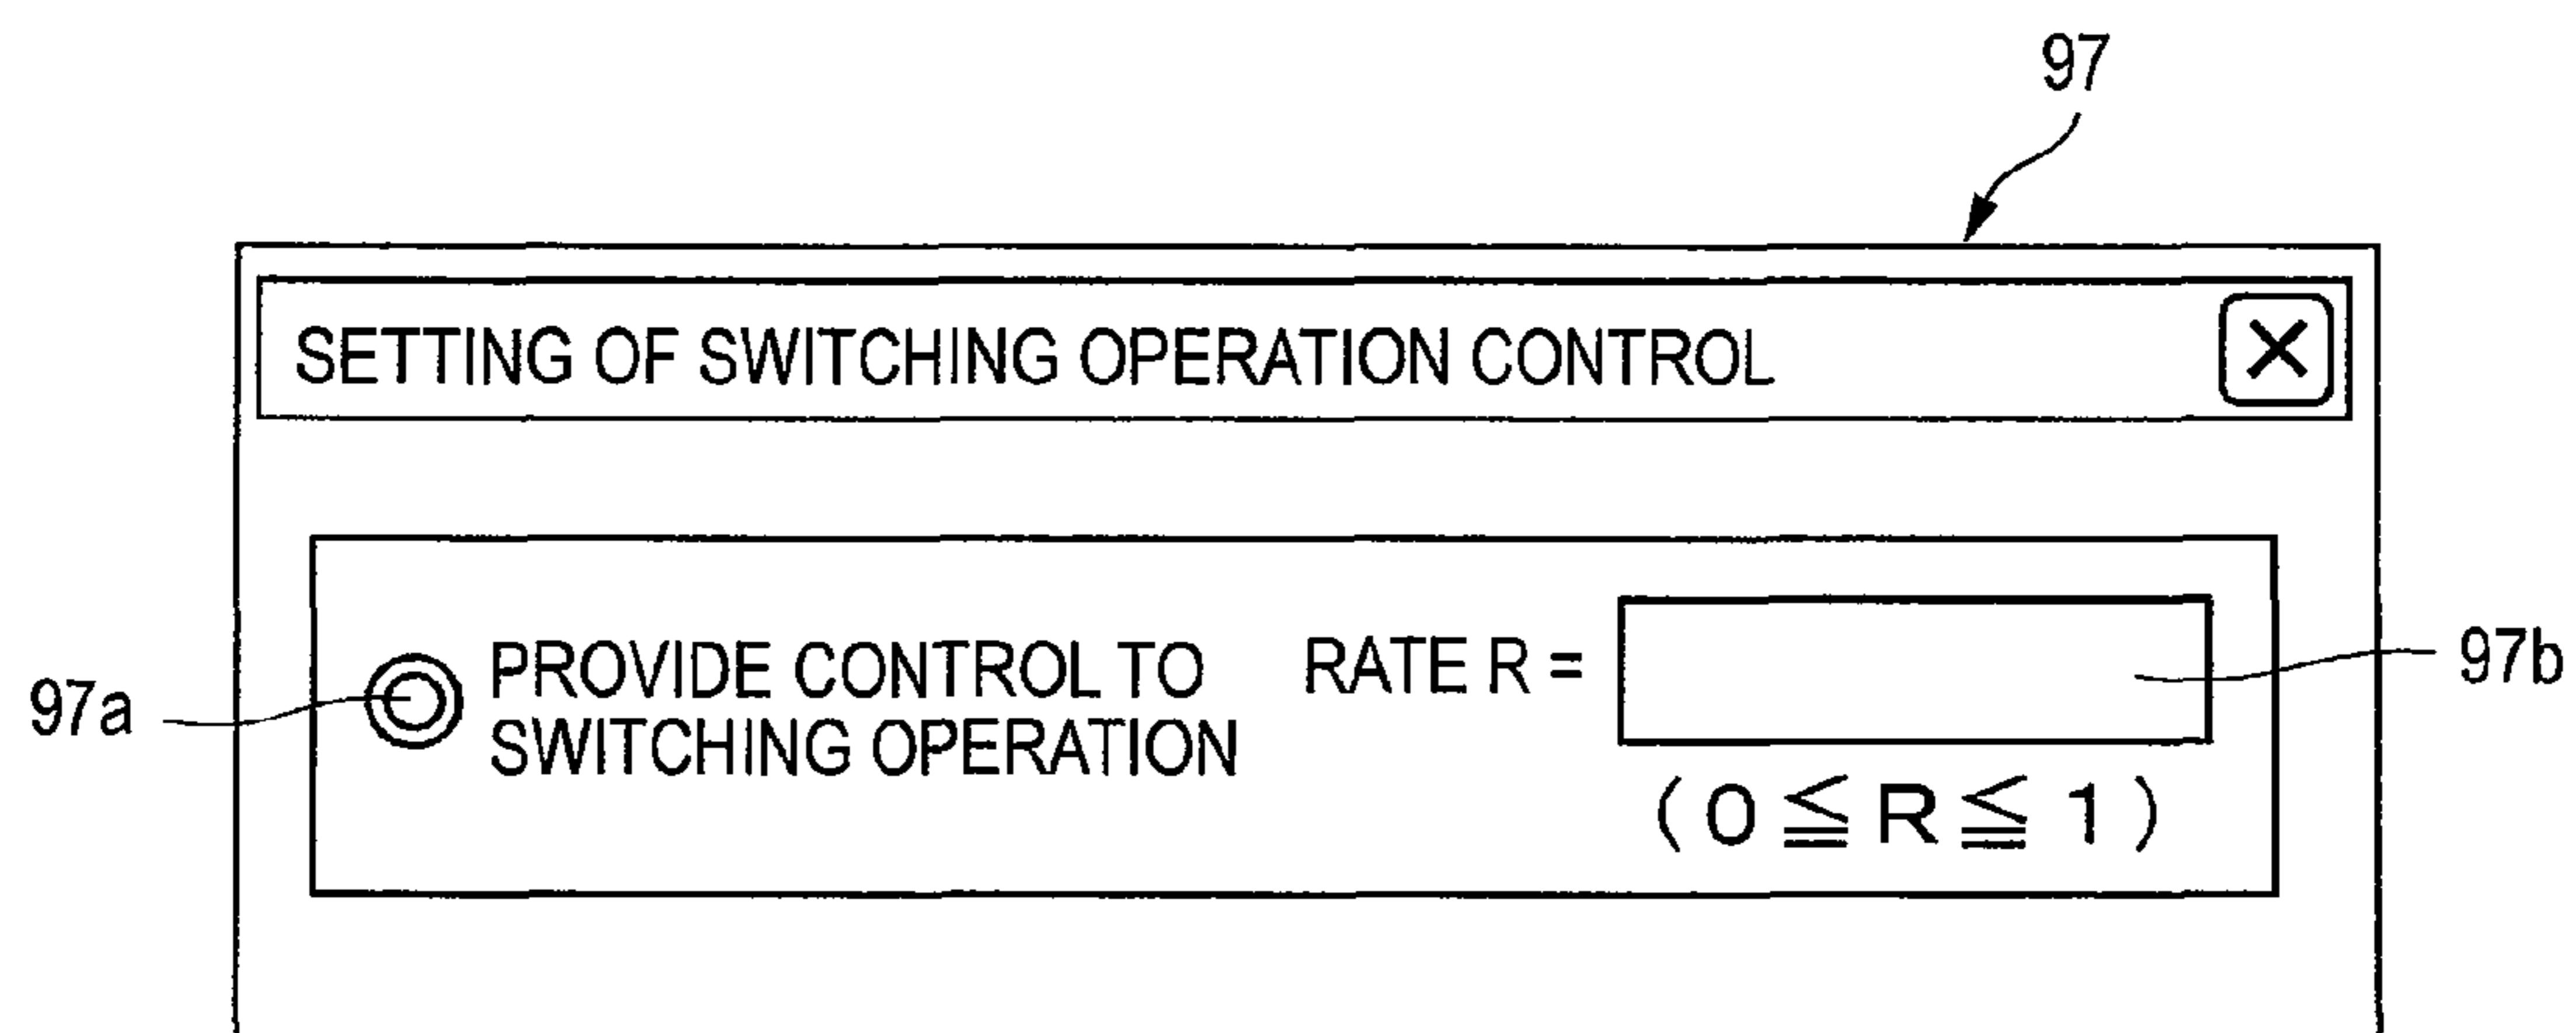 97
SETTING OF SWITCHING OPERATION CONTROL
97a
PROVIDE CONTROL TO
SWITCHING OPERATION
RATE R =
(0≦R≦1)
97b